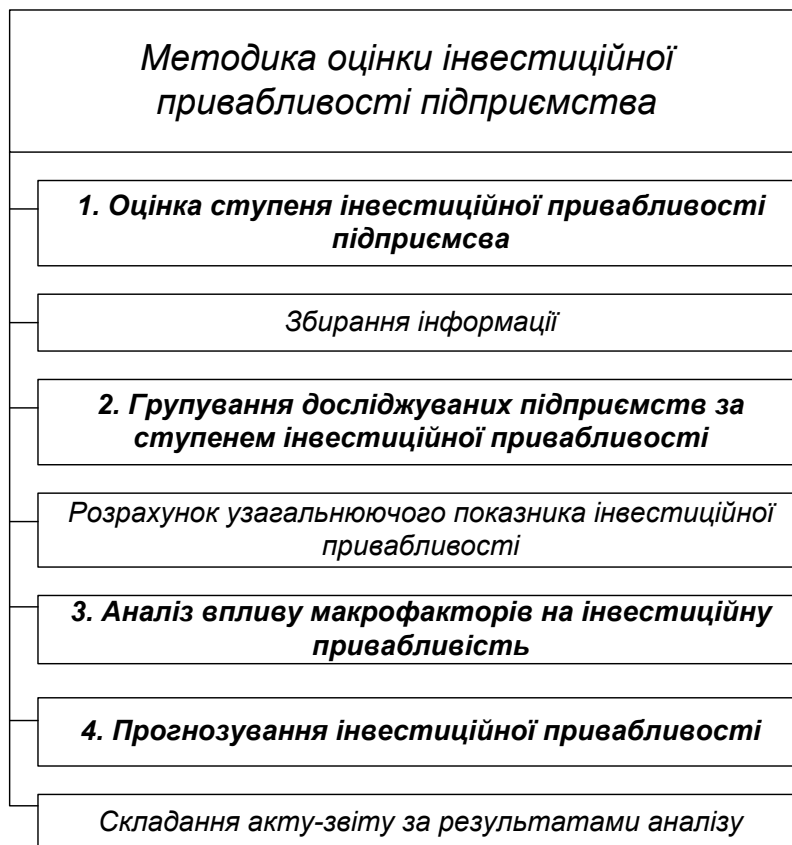 Методика оцінки інвестиційної
привабливості підприємства
1. Оцінка ступеня інвестиційної привабливості
підприємсва
Збирання інформації
2. Групування досліджуваних підприємств за
ступенем інвестиційної привабливості
Розрахунок узагальнюючого показника інвестиційної
привабливості
3. Аналіз впливу макрофакторів на інвестиційну
привабливість
4. Прогнозування інвестиційної привабливості
Складання акту-звіту за результатами аналізу